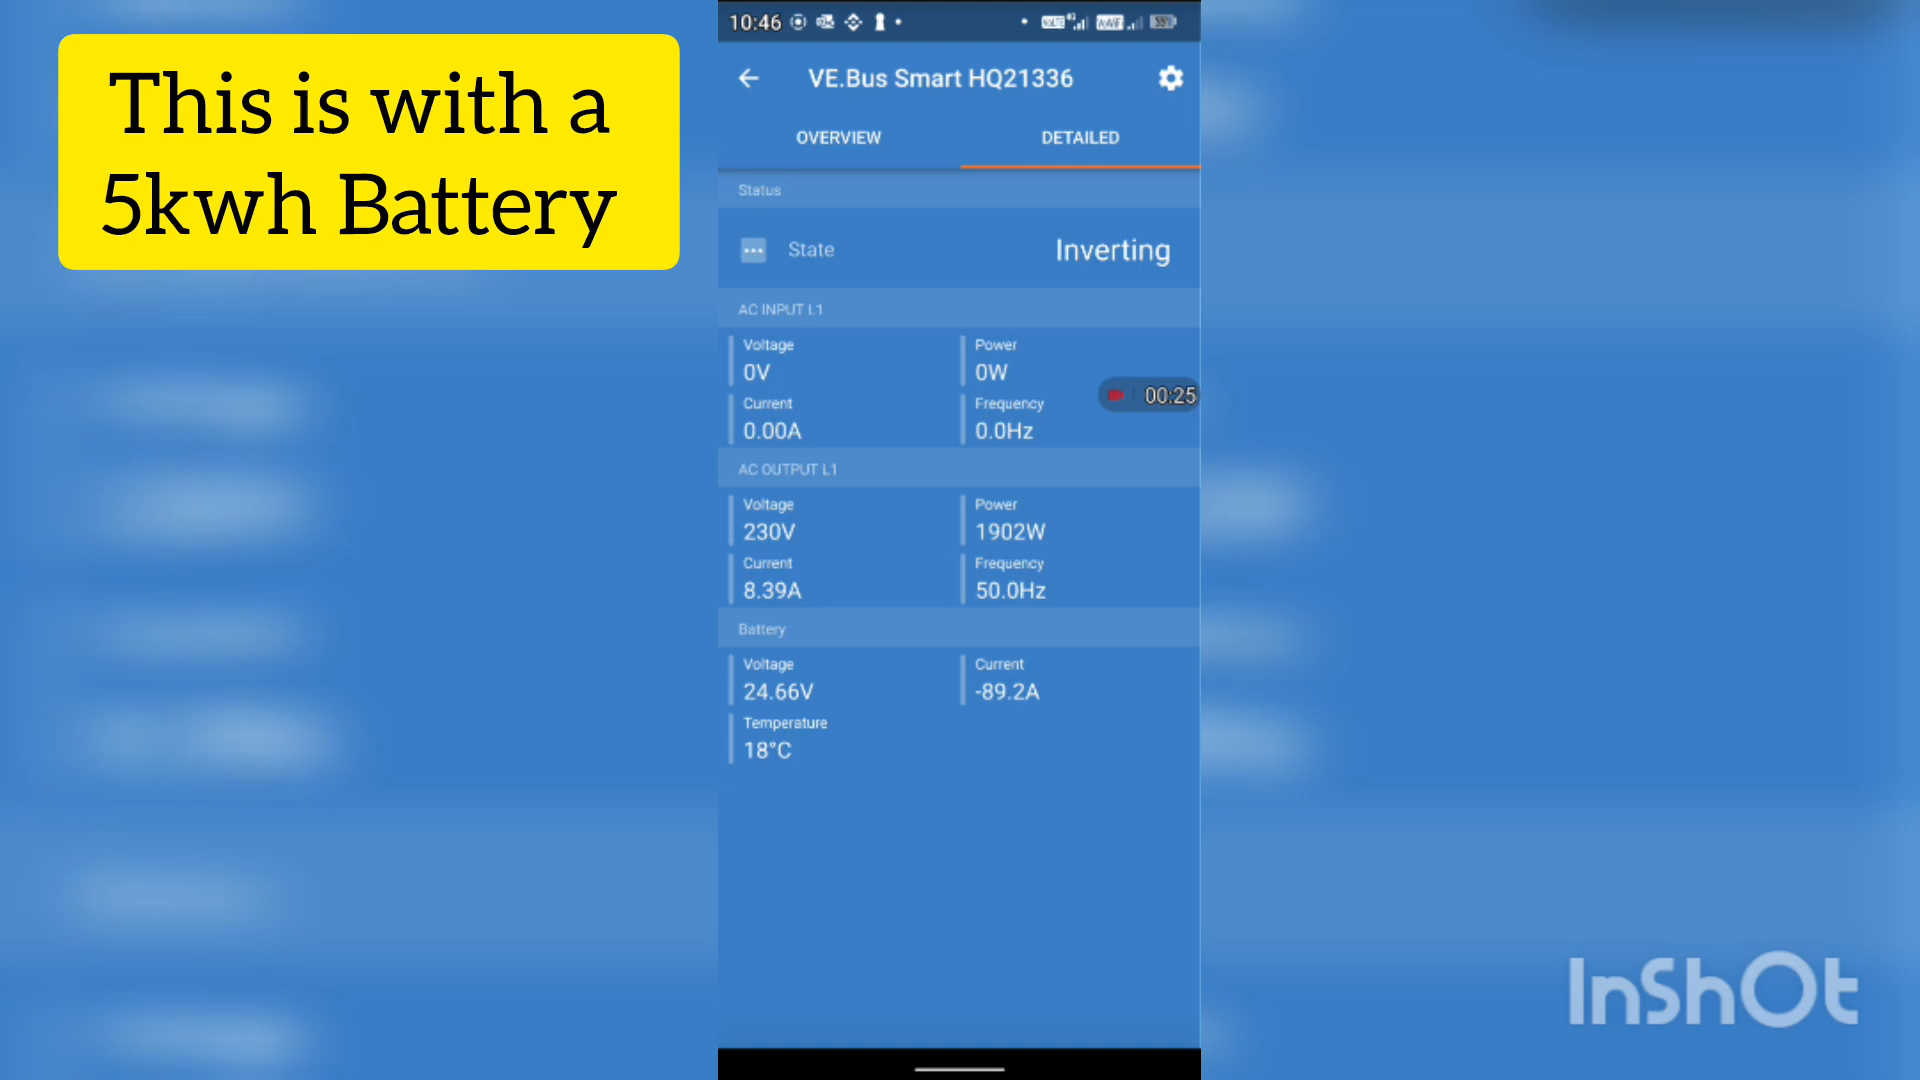 This is with a
5kwh Battery
10:46
VE.Bus Smart HQ21336
OVERVIEW DETAILED
Status
State Inverting
AC INPUT L1
Voltage Power
0V 0W
00:25
Current Frequency
0.00A 0.0Hz
AC OUTPUT L1
Voltage Power
230V 1902W
Current Frequency
8.39A 50.0Hz
Battery
Voltage Current
24.66V -89.2A
Temperature
18°C
InShOt